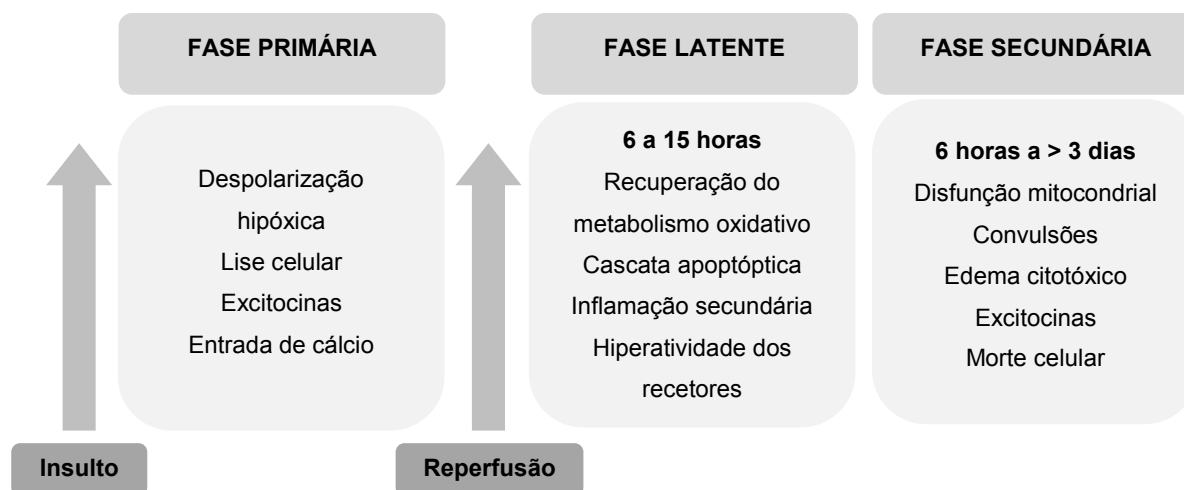 FASE PRIMÁRIA
FASE LATENTE
FASE SECUNDÁRIA
Despolarização
hipóxica
Lise celular
Excitocinas
Entrada de cálcio
6 a 15 horas
Recuperação do
metabolismo oxidativo
Cascata apoptóptica
Inflamação secundária
Hiperatividade dos
recetores
6 horas a > 3 dias
Disfunção mitocondrial
Convulsões
Edema citotóxico
Excitocinas
Morte celular
Insulto
Reperfusão